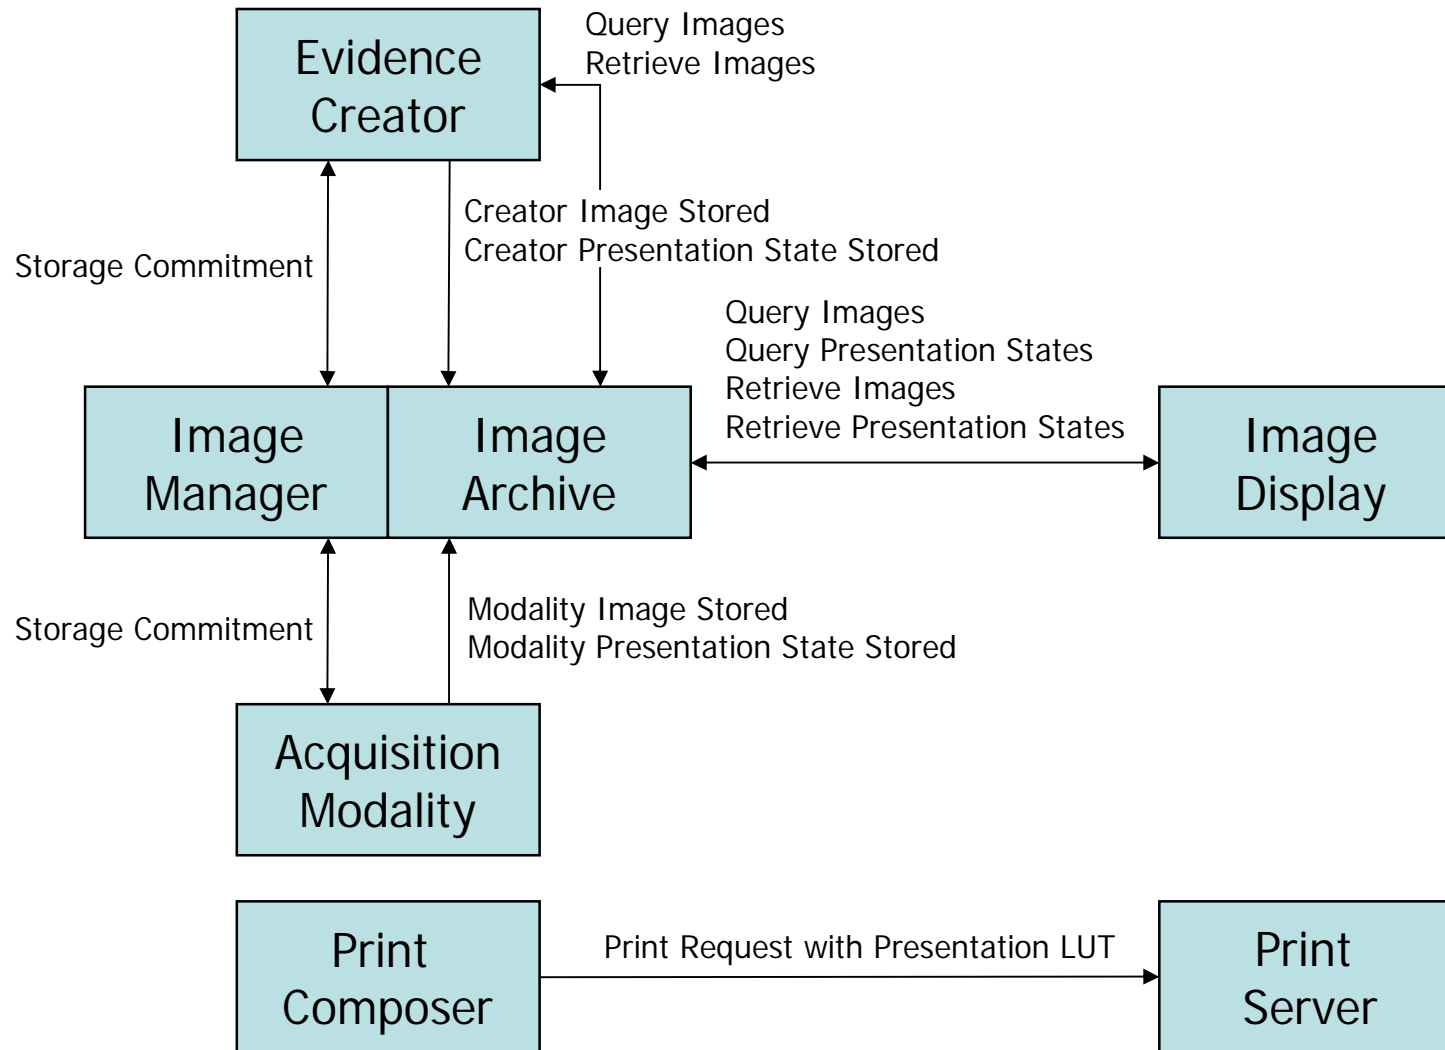 Evidence
Creator
Query Images
Retrieve Images
Storage Commitment
Creator Image Stored
Creator Presentation State Stored
Query Images
Query Presentation States
Retrieve Images
Retrieve Presentation States
Image
Manager
Image
Archive
Image
Display
Storage Commitment
Modality Image Stored
Modality Presentation State Stored
Acquisition
Modality
Print
Composer
Print Request with Presentation LUT
Print
Server